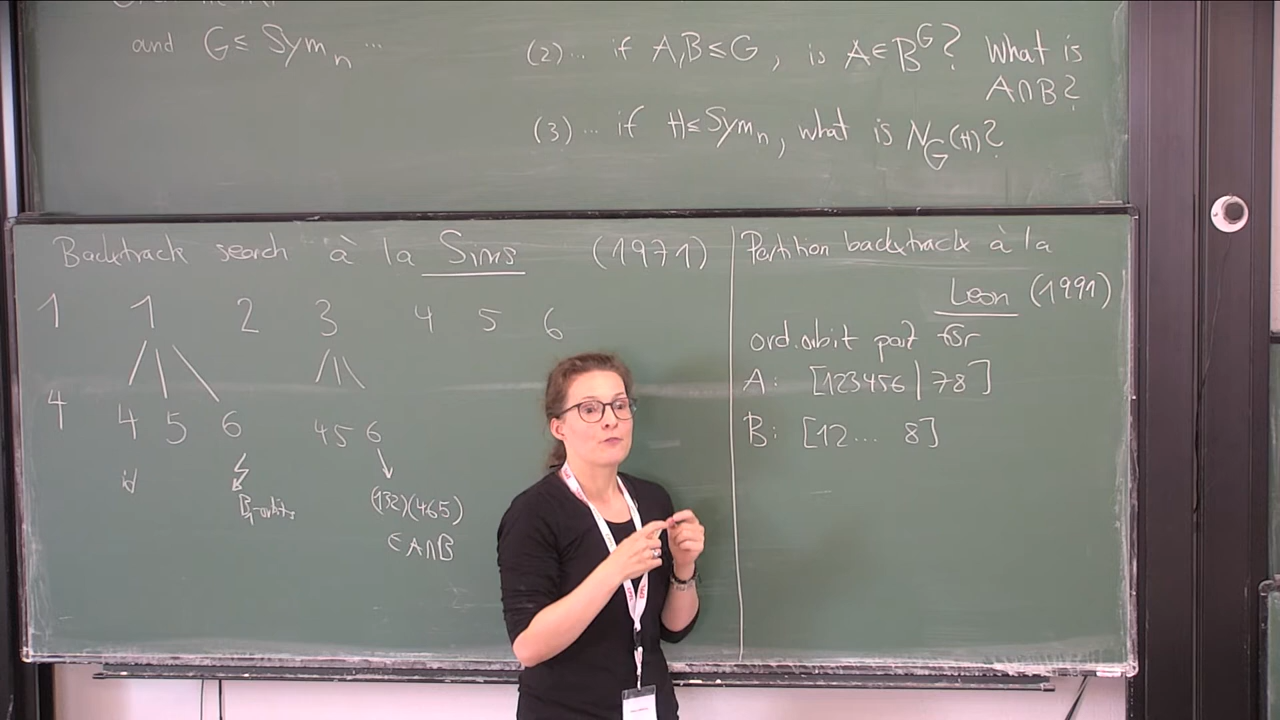 and G ≤ Sym_n ...
(2) ... if A,B ≤ G, is A ∈ B^G? What is
A∩B?
(3) ... if H ≤ Sym_n, what is N_G(H)?
Backtrack search à la Sims (1971)
1 1 2 3 4 5 6
4 4 5 6 4 5 6
id
B_1-orbits
(132)(465)
∈ A∩B
Partition backtrack à la
Leon (1991)
ord. orbit part for
A: [123456|78]
B: [12... 8]